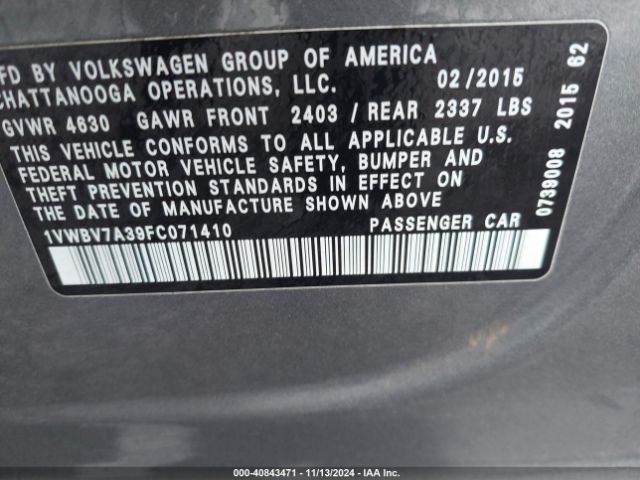 MFD BY VOLKSWAGEN GROUP OF AMERICA
CHATTANOOGA OPERATIONS, LLC. 02/2015
GVWR 4630 GAWR FRONT 2403 / REAR 2337 LBS
THIS VEHICLE CONFORMS TO ALL APPLICABLE U.S.
FEDERAL MOTOR VEHICLE SAFETY, BUMPER AND
THEFT PREVENTION STANDARDS IN EFFECT ON
THE DATE OF MANUFACTURE SHOWN ABOVE
1VWBV7A39FC071410 PASSENGER CAR
0739008 2015 62
000-40843471 - 11/13/2024 - IAA Inc.